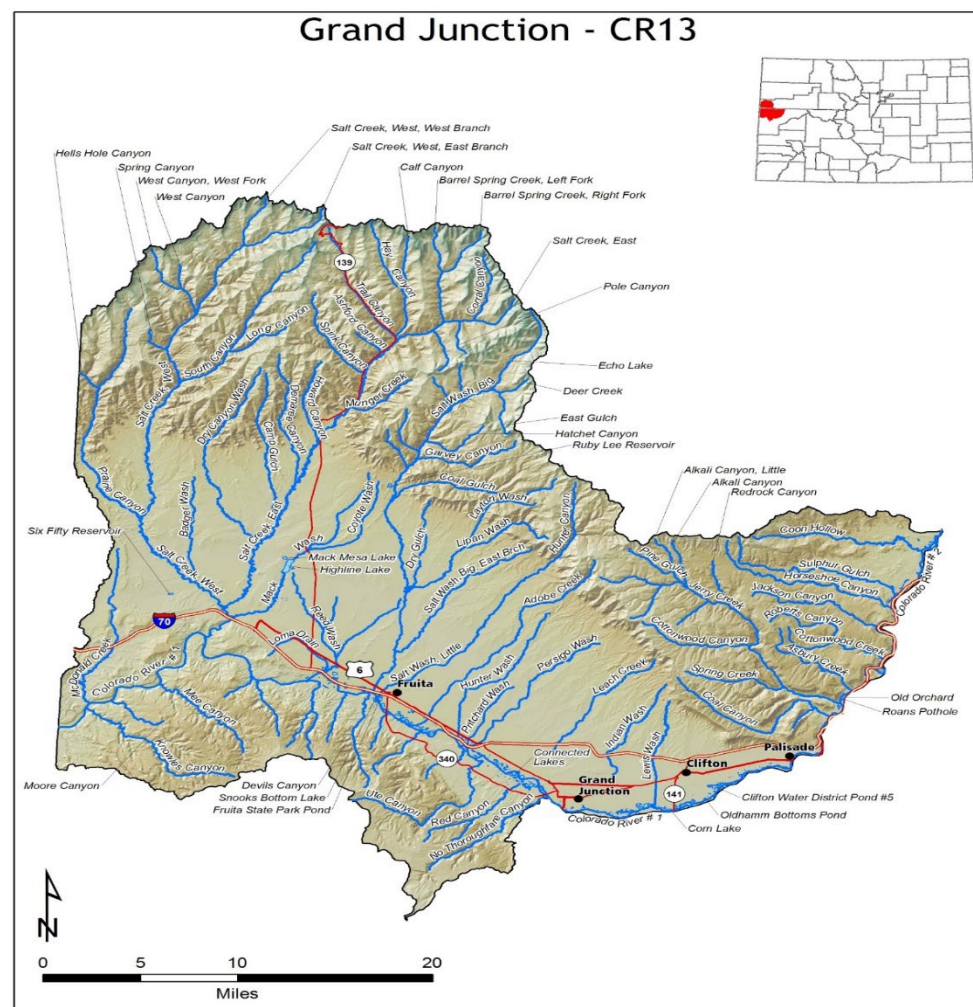 Grand Junction - CR13
Salt Creek, West, West Branch
Salt Creek, West, East Branch
Hells Hole Canyon
Spring Canyon
West Canyon, West Fork
West Canyon
Calf Canyon
Barrel Spring Creek, Left Fork
Barrel Spring Creek, Right Fork
Salt Creek, East
Pole Canyon
Hay Canyon
139
Trail Canyon
Corral Canyon
Ashford Canyon
Spink Canyon
Long Canyon
South Canyon
Echo Lake
Deer Creek
East Gulch
Hatchet Canyon
Ruby Lee Reservoir
Salt Creek West
Dry Canyon Wash
Camp Gulch
Demaree Canyon
Howard Canyon
Munger Creek
Salt Wash, Big
Garvey Canyon
Coal Gulch
Layton Wash
Lipan Wash
Hunter Canyon
Alkali Canyon, Little
Alkali Canyon
Redrock Canyon
Prairie Canyon
Badger Wash
Salt Creek, East
Coyote Wash
Dry Gulch
Salt Wash, Big, East Brch
Six Fifty Reservoir
Salt Creek, West
Mack Wash
Mack Mesa Lake
Highline Lake
Reed Wash
Adobe Creek
Pine Gulch
Jerry Creek
Coon Hollow
Sulphur Gulch
Horseshoe Canyon
Jackson Canyon
Roberts Canyon
Cottonwood Creek
Asbury Creek
Colorado River # 2
Cottonwood Canyon
Spring Creek
Coal Canyon
Old Orchard
Roans Pothole
70
Loma Drain
6
Salt Wash, Little
Fruita
Hunter Wash
Pritchard Wash
Persigo Wash
Leach Creek
Indian Wash
Lewis Wash
McDonald Creek
Colorado River # 1
Mee Canyon
Knowles Canyon
Moore Canyon
Devils Canyon
Snooks Bottom Lake
Fruita State Park Pond
340
Connected Lakes
Ute Canyon
Red Canyon
No Thoroughfare Canyon
Grand Junction
Clifton
Palisade
141
Colorado River # 1
Clifton Water District Pond #5
Oldhamm Bottoms Pond
Corn Lake
N
0 5 10 20
Miles